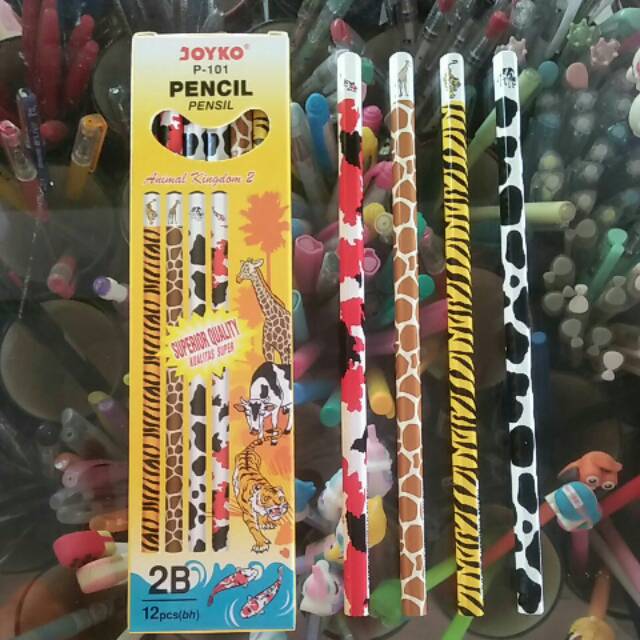 JOYKO
P-101
PENCIL
PENSIL
Animal Kingdom 2
SUPERIOR QUALITY
KUALITAS SUPER
2B
12pcs(bh)